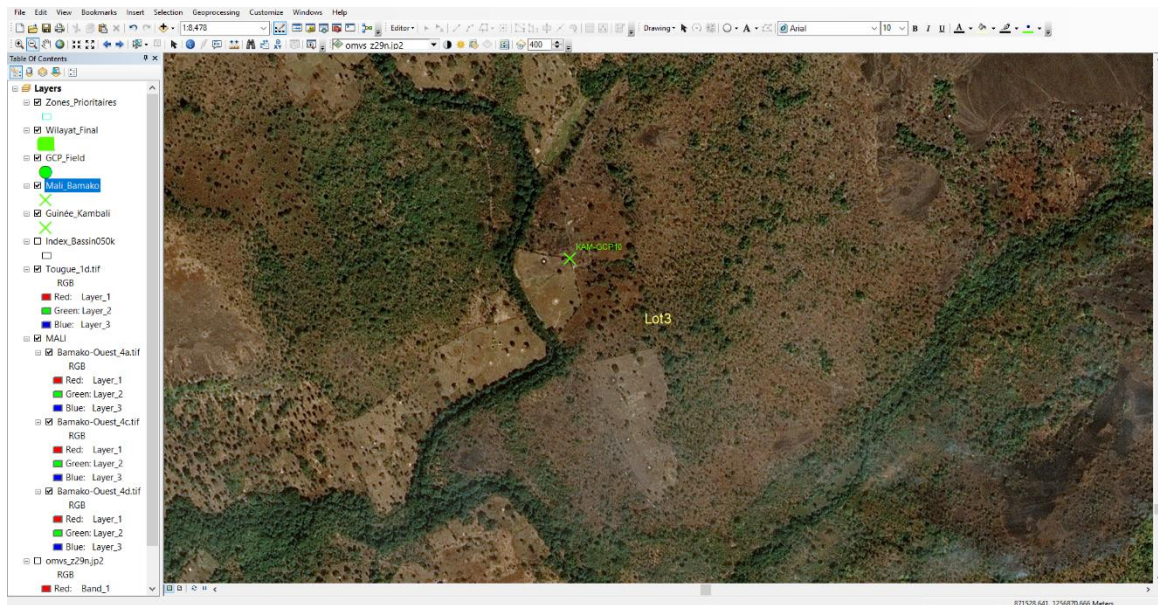 File Edit View Bookmarks Insert Selection Geoprocessing Customize Windows Help
1:8,478 Editor Drawing Arial 10 B I U A
omvs_z29n.jp2 400
Table Of Contents
Layers
Zones_Prioritaires
Wilayat_Final
GCP_Field
Mali_Bamako
Guinée_Kambali
Index_Bassin050k
Tougue_1d.tif
RGB
Red: Layer_1
Green: Layer_2
Blue: Layer_3
MALI
Bamako-Ouest_4a.tif
RGB
Red: Layer_1
Green: Layer_2
Blue: Layer_3
Bamako-Ouest_4c.tif
RGB
Red: Layer_1
Green: Layer_2
Blue: Layer_3
Bamako-Ouest_4d.tif
RGB
Red: Layer_1
Green: Layer_2
Blue: Layer_3
omvs_z29n.jp2
RGB
Red: Band_1
KAM-GCP10
Lot3
871528.641 1256870.666 Meters